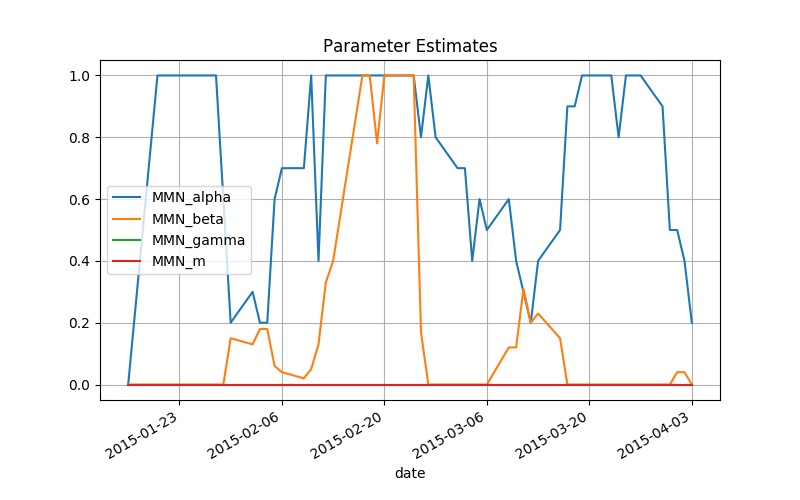 Parameter Estimates
1.0
0.8
0.6
0.4
0.2
0.0
MMN_alpha
MMN_beta
MMN_gamma
MMN_m
2015-01-23
2015-02-06
2015-02-20
2015-03-06
2015-03-20
2015-04-03
date